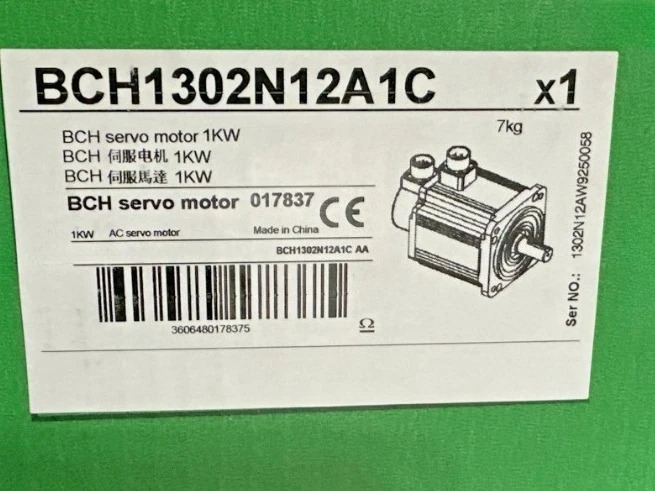 BCH1302N12A1C x1
7kg
BCH servo motor 1KW
BCH 伺服电机 1KW
BCH 伺服馬達 1KW
BCH servo motor 017837 CE
1KW AC servo motor Made in China
BCH1302N12A1C AA
3606480178375
Ω
Ser NO.: 1302N12AW9250058